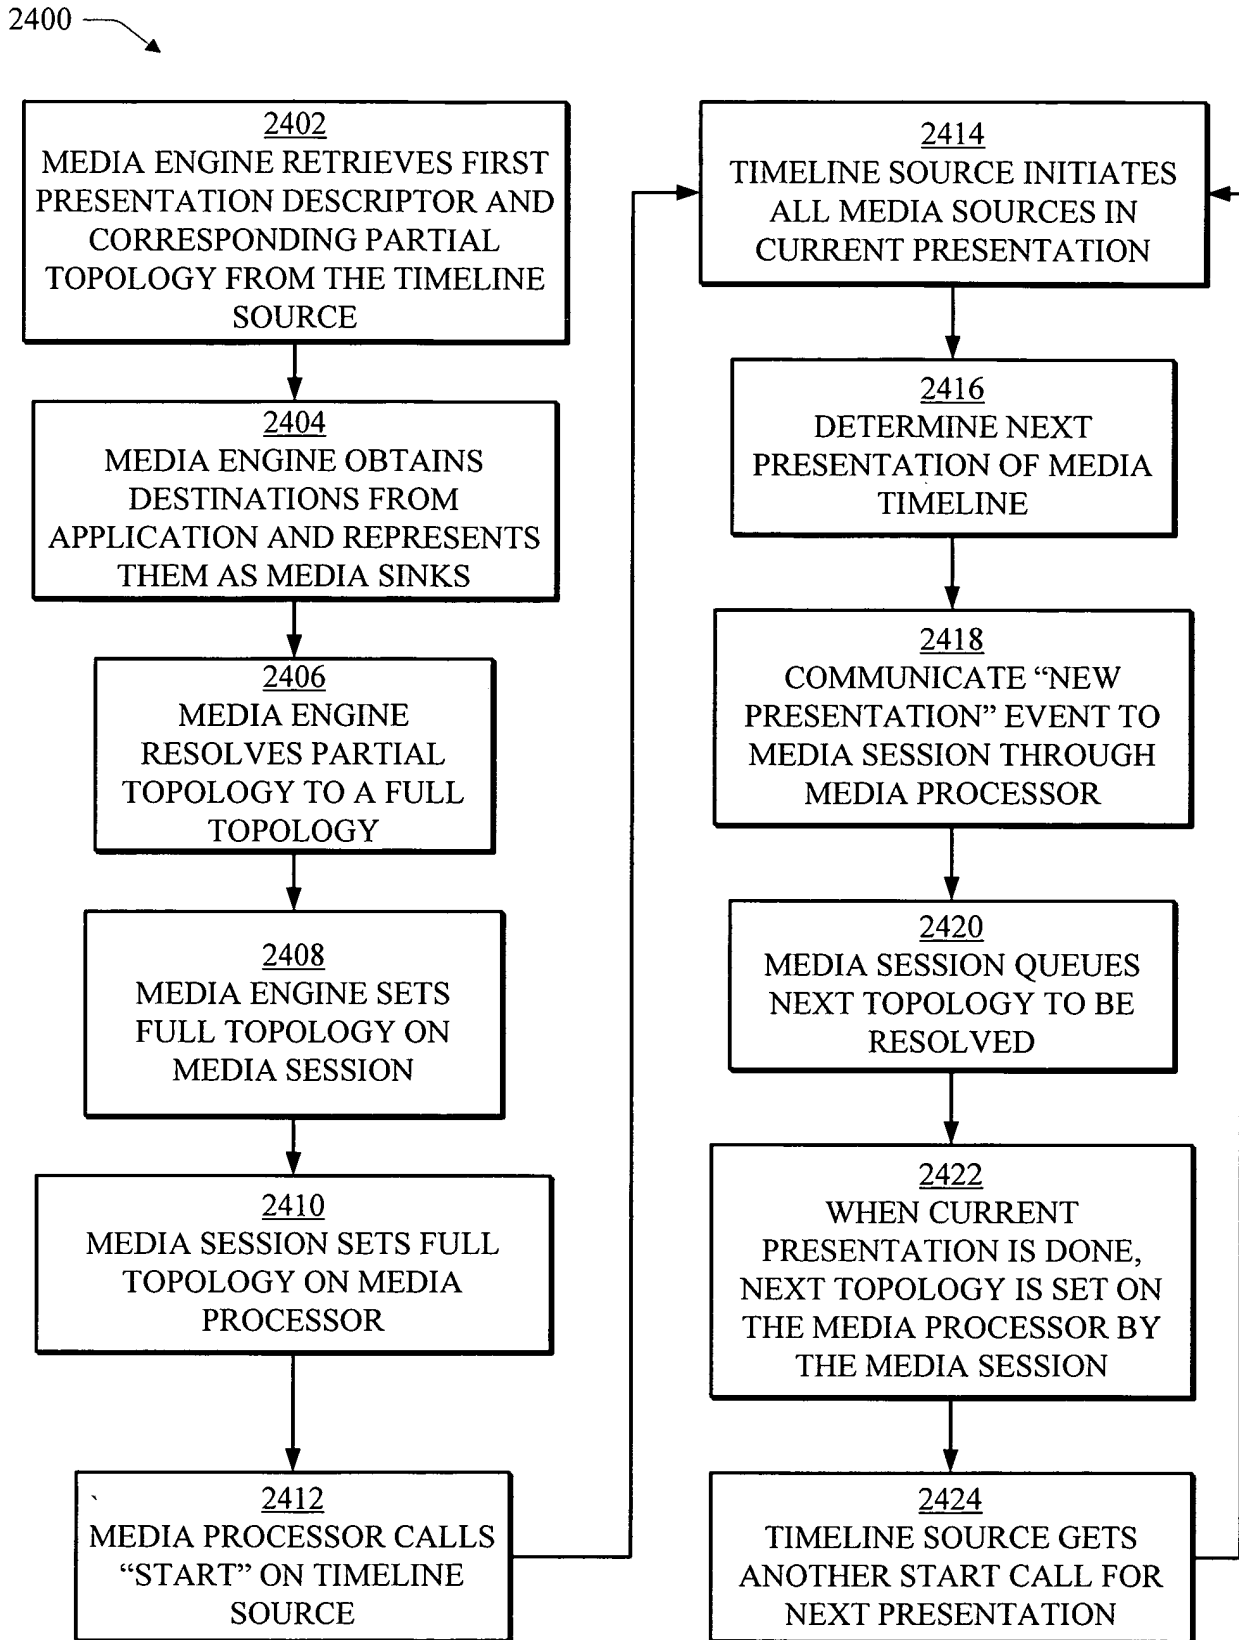 2400
2402
MEDIA ENGINE RETRIEVES FIRST
PRESENTATION DESCRIPTOR AND
CORRESPONDING PARTIAL
TOPOLOGY FROM THE TIMELINE
SOURCE
2404
MEDIA ENGINE OBTAINS
DESTINATIONS FROM
APPLICATION AND REPRESENTS
THEM AS MEDIA SINKS
2406
MEDIA ENGINE
RESOLVES PARTIAL
TOPOLOGY TO A FULL
TOPOLOGY
2408
MEDIA ENGINE SETS
FULL TOPOLOGY ON
MEDIA SESSION
2410
MEDIA SESSION SETS FULL
TOPOLOGY ON MEDIA
PROCESSOR
2412
MEDIA PROCESSOR CALLS
“START” ON TIMELINE
SOURCE
2414
TIMELINE SOURCE INITIATES
ALL MEDIA SOURCES IN
CURRENT PRESENTATION
2416
DETERMINE NEXT
PRESENTATION OF MEDIA
TIMELINE
2418
COMMUNICATE “NEW
PRESENTATION” EVENT TO
MEDIA SESSION THROUGH
MEDIA PROCESSOR
2420
MEDIA SESSION QUEUES
NEXT TOPOLOGY TO BE
RESOLVED
2422
WHEN CURRENT
PRESENTATION IS DONE,
NEXT TOPOLOGY IS SET ON
THE MEDIA PROCESSOR BY
THE MEDIA SESSION
2424
TIMELINE SOURCE GETS
ANOTHER START CALL FOR
NEXT PRESENTATION